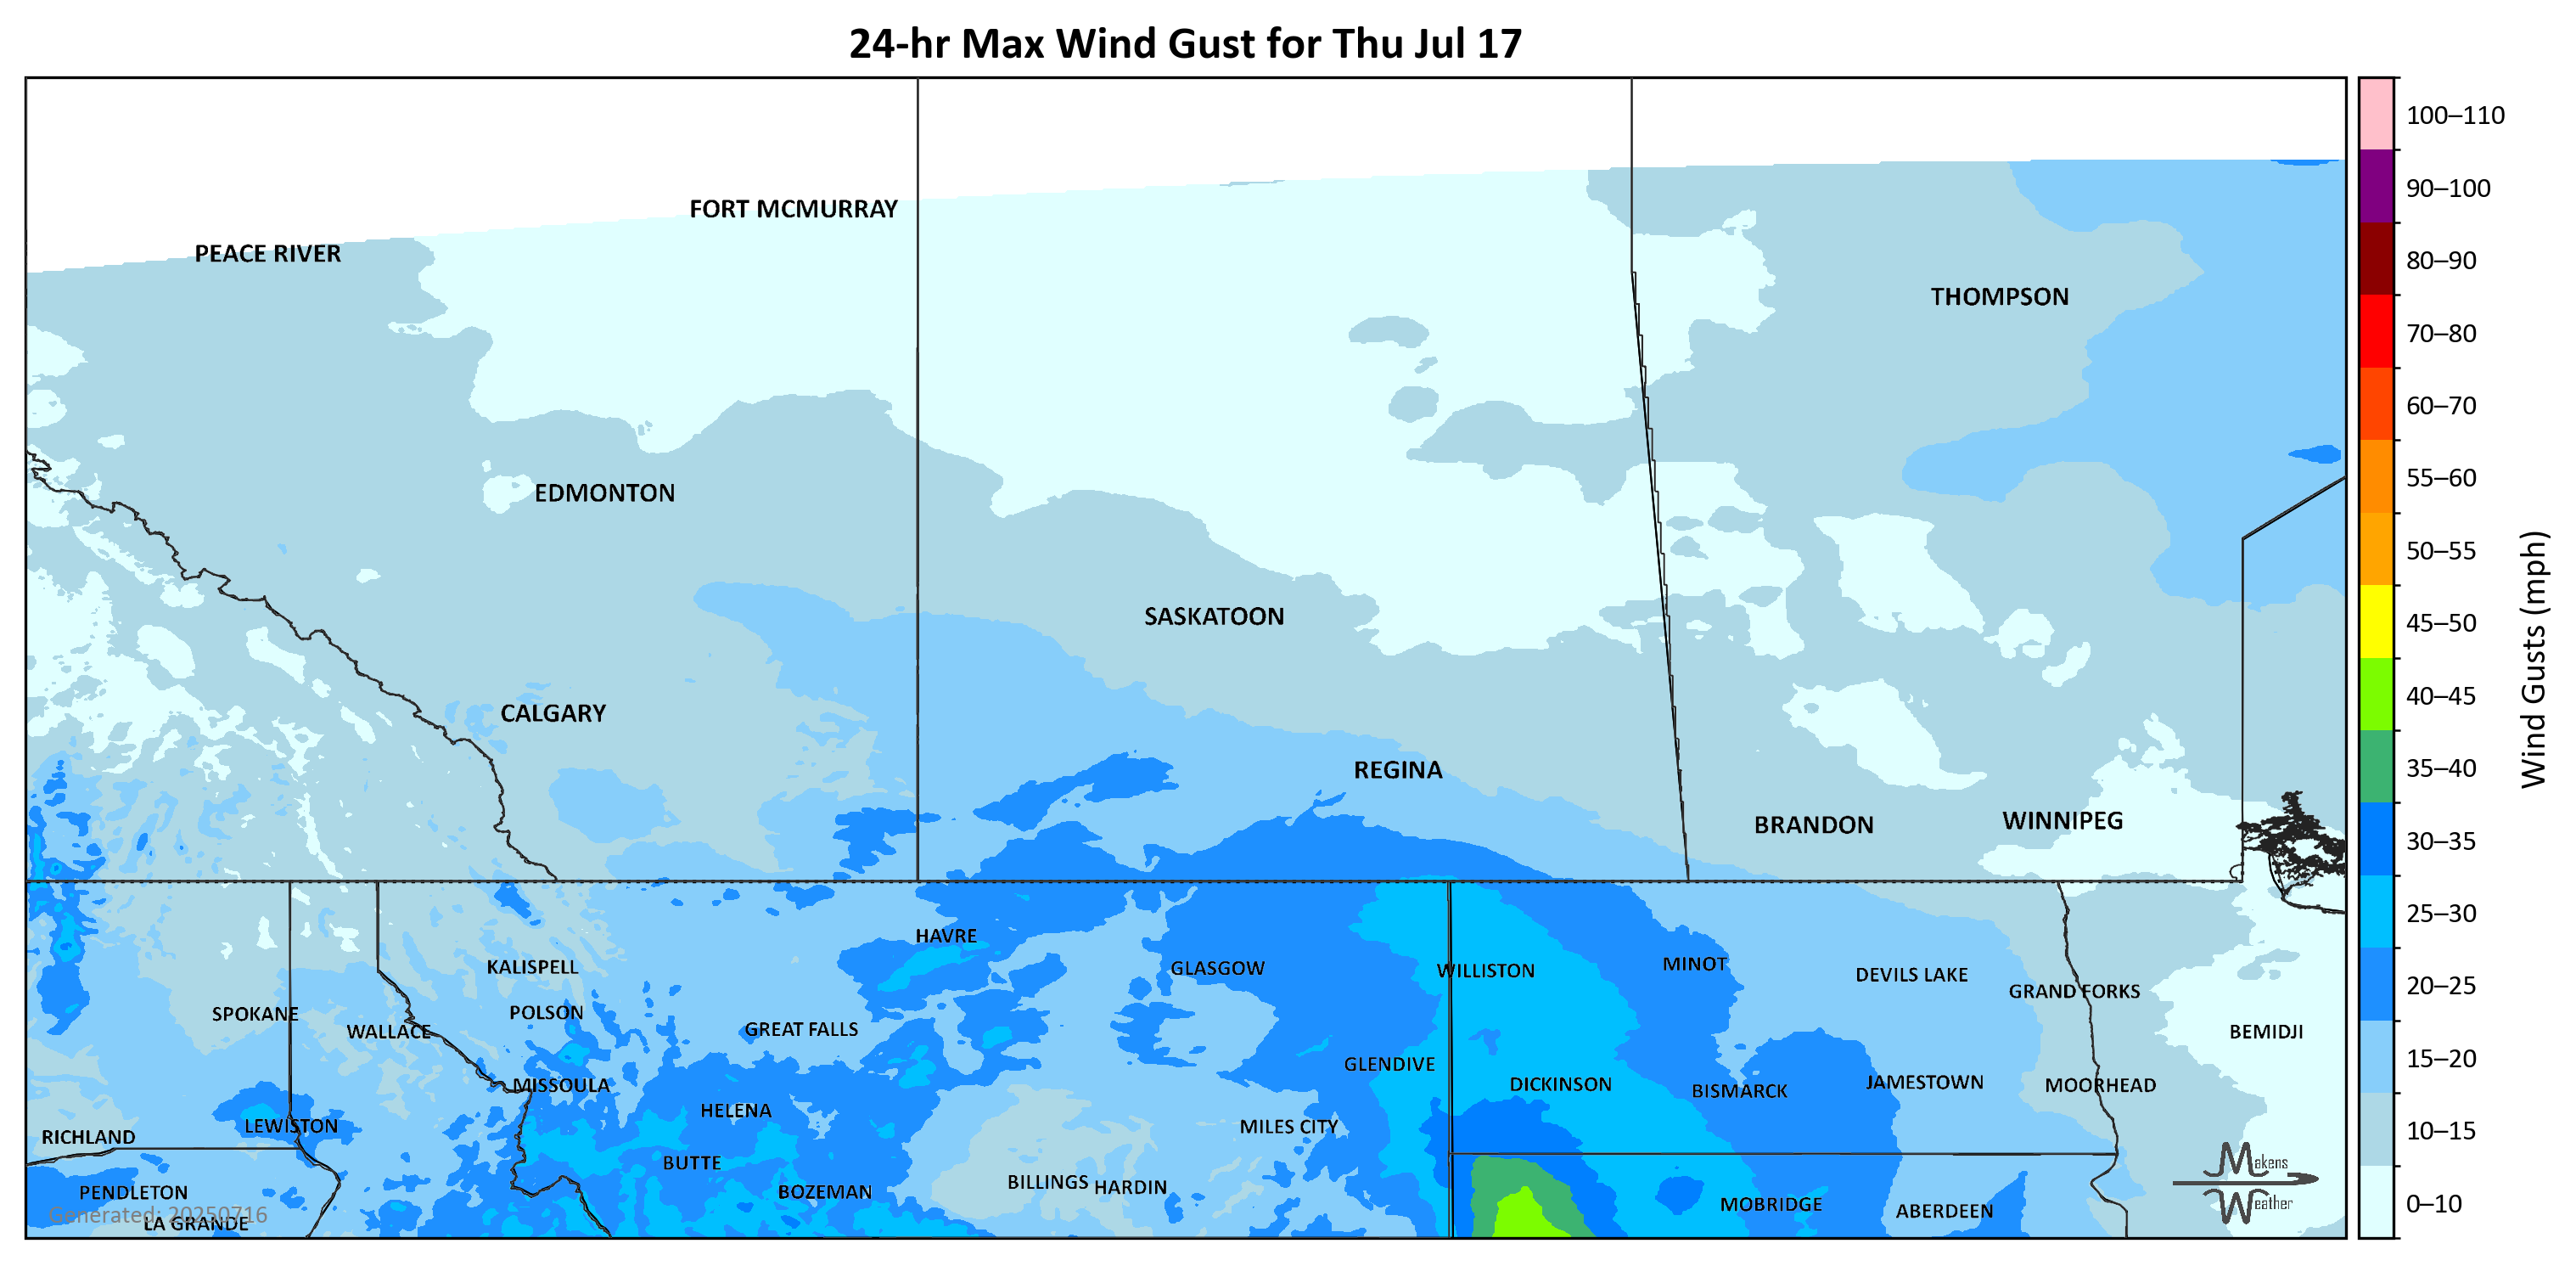 24-hr Max Wind Gust for Thu Jul 17
FORT MCMURRAY
PEACE RIVER
THOMPSON
EDMONTON
SASKATOON
CALGARY
REGINA
BRANDON
WINNIPEG
HAVRE
KALISPELL
GLASGOW
WILLISTON
MINOT
DEVILS LAKE
GRAND FORKS
SPOKANE
POLSON
WALLACE
GREAT FALLS
BEMIDJI
GLENDIVE
MISSOULA
DICKINSON
BISMARCK
JAMESTOWN
MOORHEAD
HELENA
LEWISTON
MILES CITY
RICHLAND
BUTTE
BILLINGS
HARDIN
PENDLETON
BOZEMAN
MOBRIDGE
ABERDEEN
Generated: 20250716
LA GRANDE
Makens
Weather
100–110
90–100
80–90
70–80
60–70
55–60
50–55
45–50
40–45
35–40
30–35
25–30
20–25
15–20
10–15
0–10
Wind Gusts (mph)